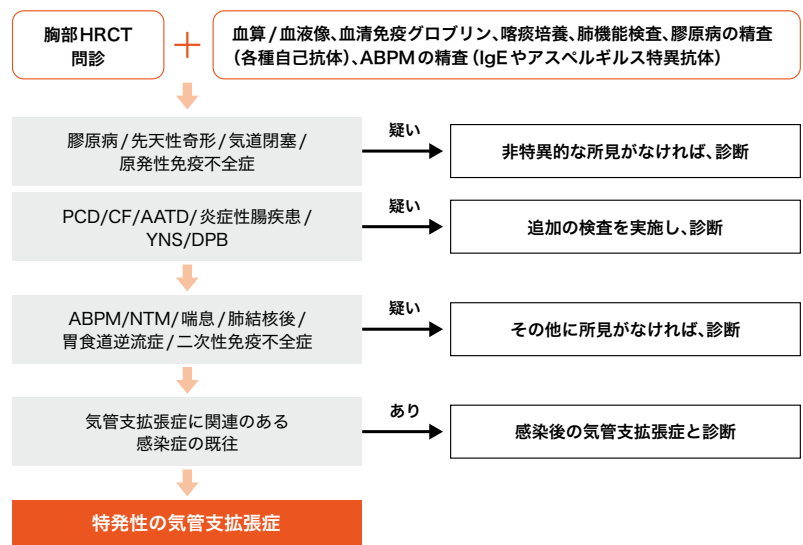 胸部HRCT
問診
+
血算/血液像、血清免疫グロブリン、喀痰培養、肺機能検査、膠原病の精査
(各種自己抗体)、ABPMの精査(IgEやアスペルギルス特異抗体)
膠原病/先天性奇形/気道閉塞/
原発性免疫不全症
疑い
非特異的な所見がなければ、診断
PCD/CF/AATD/炎症性腸疾患/
YNS/DPB
疑い
追加の検査を実施し、診断
ABPM/NTM/喘息/肺結核後/
胃食道逆流症/二次性免疫不全症
疑い
その他に所見がなければ、診断
気管支拡張症に関連のある
感染症の既往
あり
感染後の気管支拡張症と診断
特発性の気管支拡張症